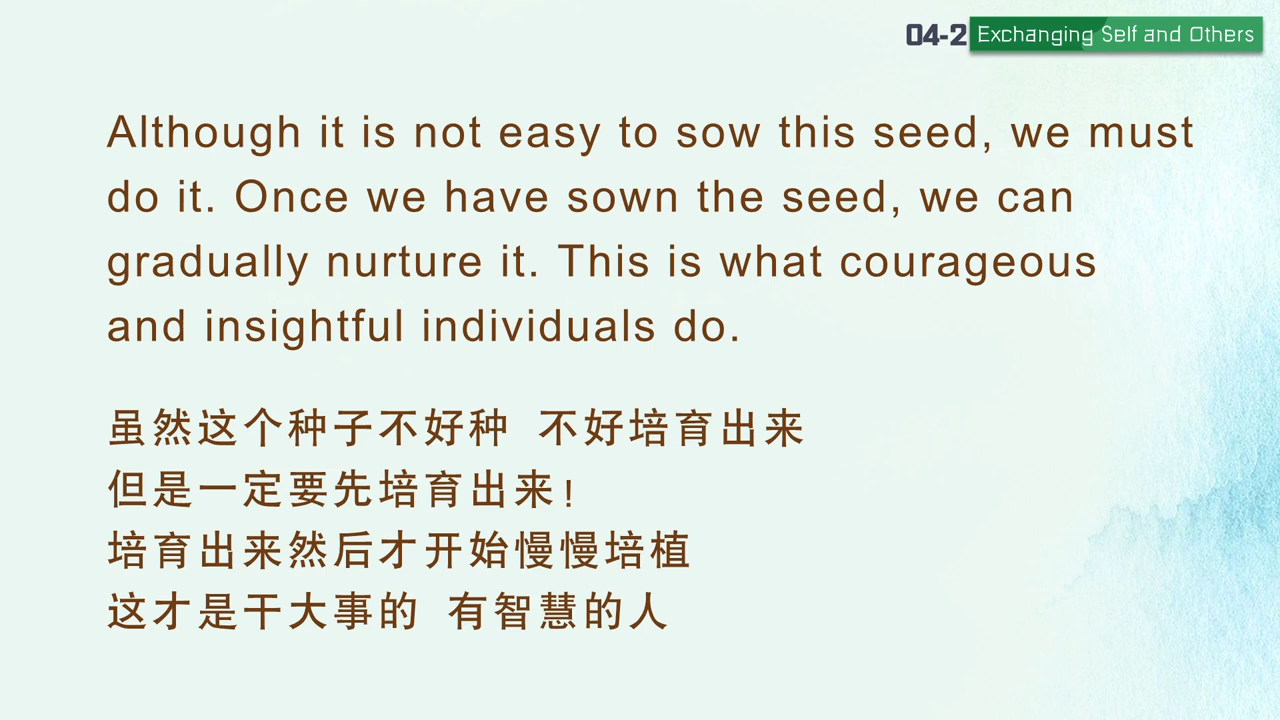 04-2 Exchanging Self and Others
Although it is not easy to sow this seed, we must
do it. Once we have sown the seed, we can
gradually nurture it. This is what courageous
and insightful individuals do.
虽然这个种子不好种 不好培育出来
但是一定要先培育出来!
培育出来然后才开始慢慢培植
这才是干大事的 有智慧的人